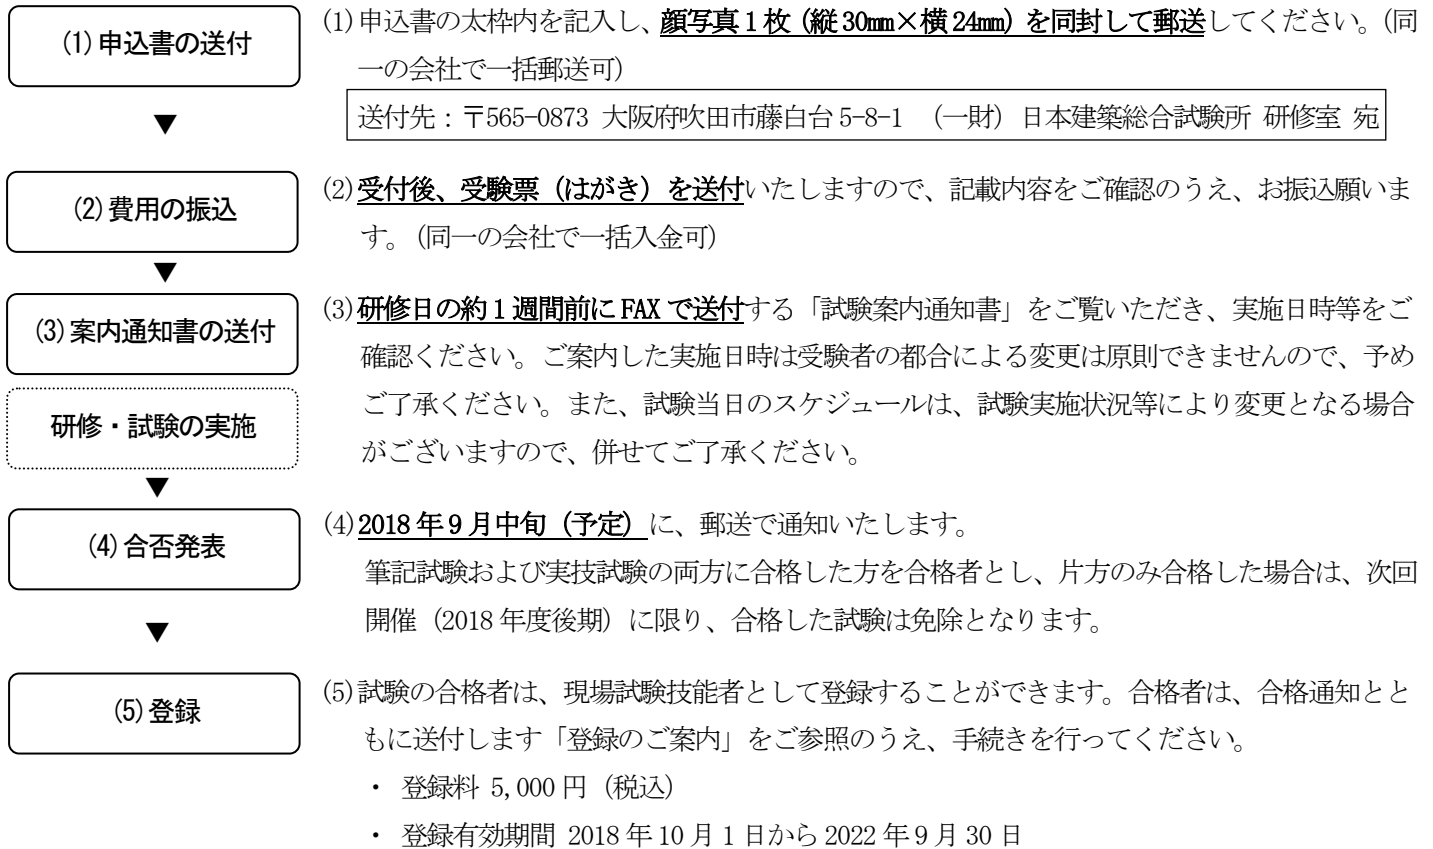 (1)申込書の送付
(1)申込書の太枠内を記入し、顔写真1枚（縦30㎜×横24㎜）を同封して郵送してください。（同
一の会社で一括郵送可）
送付先：〒565-0873 大阪府吹田市藤白台5-8-1 （一財）日本建築総合試験所 研修室 宛
▼
(2)費用の振込
(2)受付後、受験票（はがき）を送付いたしますので、記載内容をご確認のうえ、お振込願いま
す。（同一の会社で一括入金可）
▼
(3)案内通知書の送付
(3)研修日の約1週間前にFAXで送付する「試験案内通知書」をご覧いただき、実施日時等をご
確認ください。ご案内した実施日時は受験者の都合による変更は原則できませんので、予め
ご了承ください。また、試験当日のスケジュールは、試験実施状況等により変更となる場合
がございますので、併せてご了承ください。
研修・試験の実施
▼
(4)合否発表
(4)2018年9月中旬（予定）に、郵送で通知いたします。
筆記試験および実技試験の両方に合格した方を合格者とし、片方のみ合格した場合は、次回
開催（2018年度後期）に限り、合格した試験は免除となります。
▼
(5)登録
(5)試験の合格者は、現場試験技能者として登録することができます。合格者は、合格通知とと
もに送付します「登録のご案内」をご参照のうえ、手続きを行ってください。
・ 登録料 5,000円（税込）
・ 登録有効期間 2018年10月1日から2022年9月30日